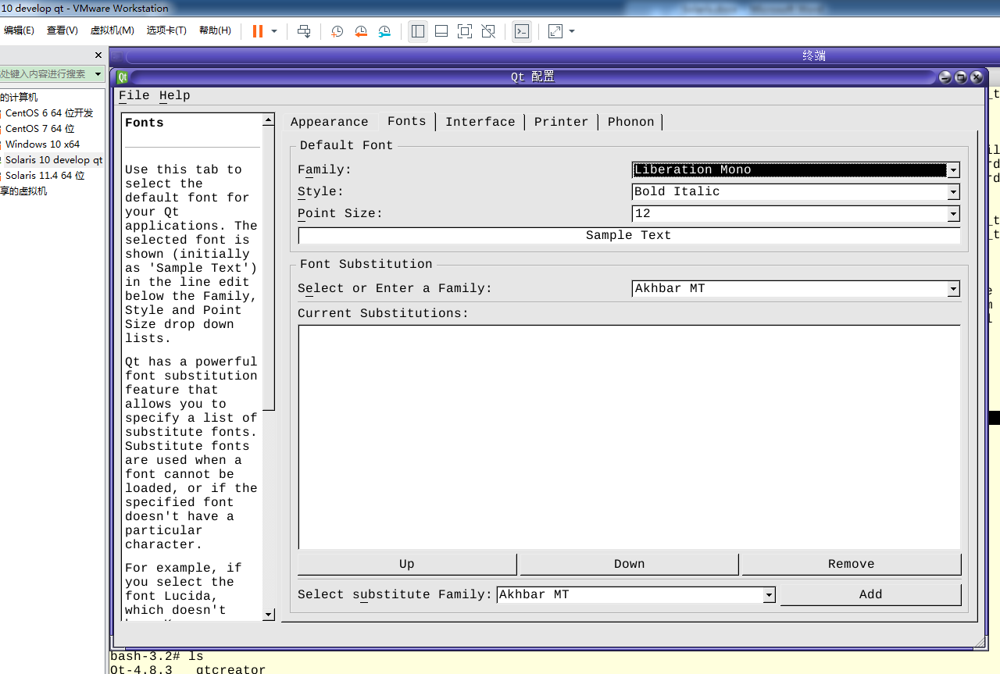 10 develop qt - VMware Workstation
编辑(E) 查看(V) 虚拟机(M) 选项卡(T) 帮助(H)
处键入内容进行搜索
的计算机
CentOS 6 64 位开发
CentOS 7 64 位
Windows 10 x64
Solaris 10 develop qt
Solaris 11.4 64 位
享的虚拟机
终端
Qt 配置
File Help
Fonts
Use this tab to
select the
default font for
your Qt
applications. The
selected font is
shown (initially
as 'Sample Text')
in the line edit
below the Family,
Style and Point
Size drop down
lists.
Qt has a powerful
font substitution
feature that
allows you to
specify a list of
substitute fonts.
Substitute fonts
are used when a
font cannot be
loaded, or if the
specified font
doesn't have a
particular
character.
For example, if
you select the
font Lucida,
which doesn't
Appearance Fonts Interface Printer Phonon
Default Font
Family: Liberation Mono
Style: Bold Italic
Point Size: 12
Sample Text
Font Substitution
Select or Enter a Family: Akhbar MT
Current Substitutions:
Up Down Remove
Select substitute Family: Akhbar MT Add
bash-3.2# ls
Qt-4.8.3 qtcreator